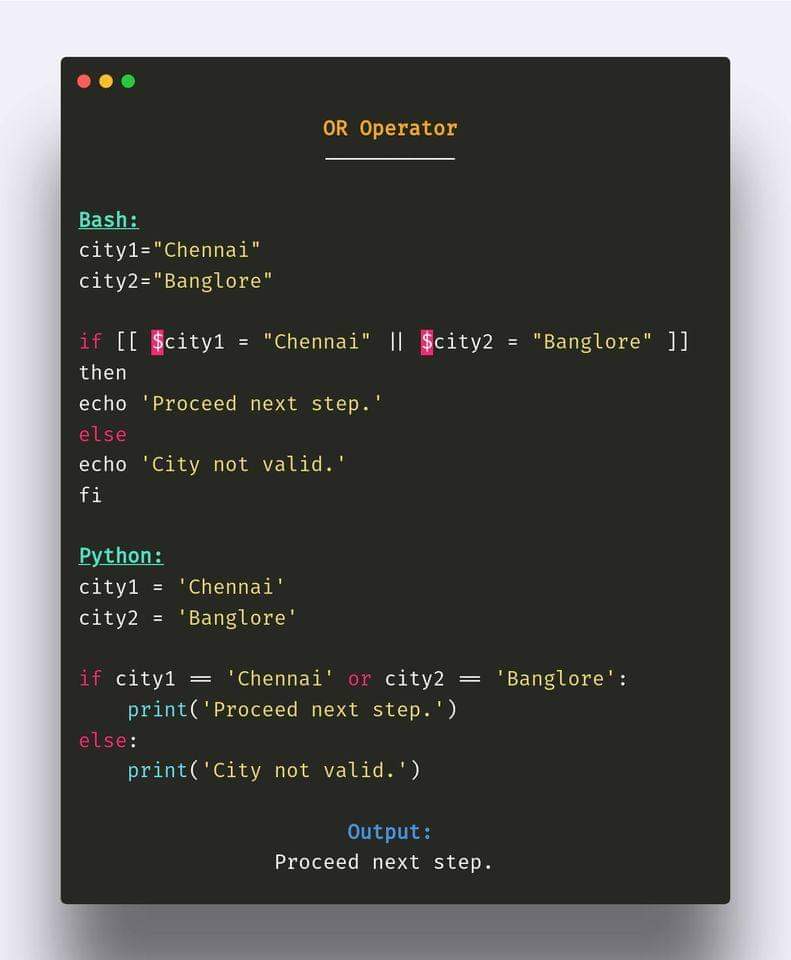 OR Operator
Bash:
city1="Chennai"
city2="Banglore"
if [[ $city1 = "Chennai" || $city2 = "Banglore" ]]
then
echo 'Proceed next step.'
else
echo 'City not valid.'
fi
Python:
city1 = 'Chennai'
city2 = 'Banglore'
if city1 == 'Chennai' or city2 == 'Banglore':
    print('Proceed next step.')
else:
    print('City not valid.')
Output:
Proceed next step.